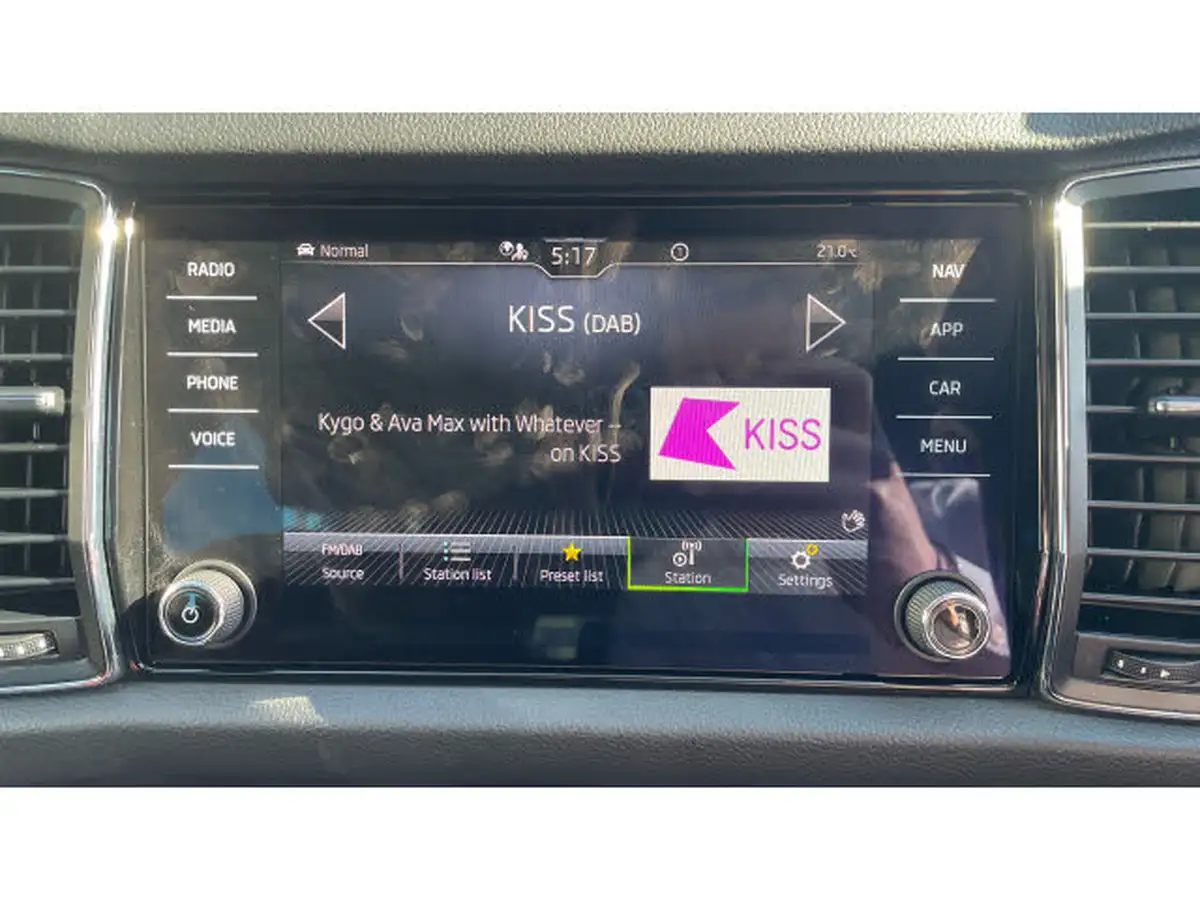 Normal
5:17
1
21.0°C
RADIO
MEDIA
PHONE
VOICE
KISS (DAB)
Kygo & Ava Max with Whatever --
on KISS
KISS
FM/DAB
Source
Station list
Preset list
Station
Settings
NAV
APP
CAR
MENU